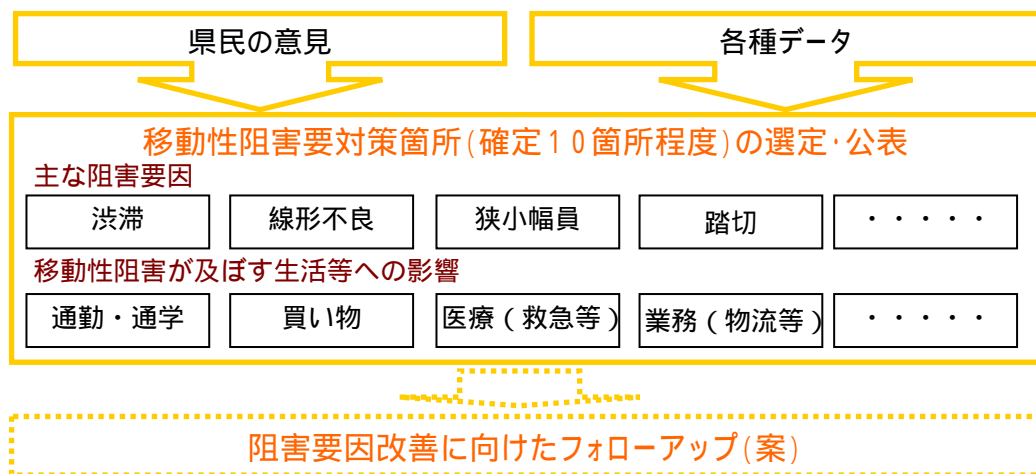 県民の意見
各種データ
移動性阻害要対策箇所(確定10箇所程度)の選定･公表
主な阻害要因
渋滞
線形不良
狭小幅員
踏切
・・・・・
移動性阻害が及ぼす生活等への影響
通勤・通学
買い物
医療（救急等）
業務（物流等）
・・・・・
阻害要因改善に向けたフォローアップ(案)